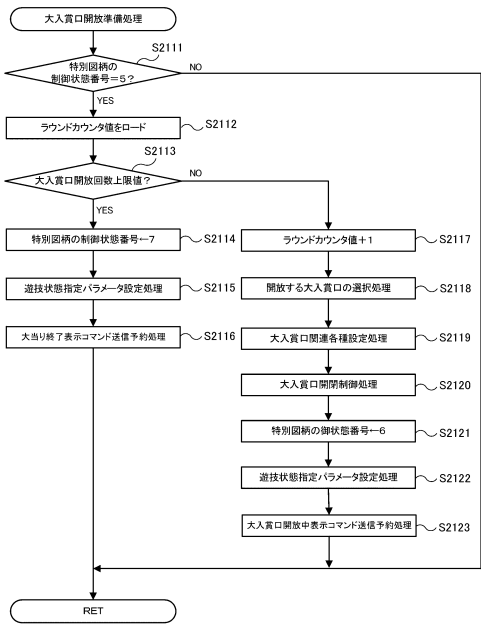 大入賞口開放準備処理
S2111
特別図柄の
制御状態番号＝5？
NO
YES
ラウンドカウンタ値をロード
S2112
S2113
大入賞口開放回数上限値？
NO
YES
特別図柄の制御状態番号←7
S2114
遊技状態指定パラメータ設定処理
S2115
大当り終了表示コマンド送信予約処理
S2116
ラウンドカウンタ値＋1
S2117
開放する大入賞口の選択処理
S2118
大入賞口関連各種設定処理
S2119
大入賞口開閉制御処理
S2120
特別図柄の御状態番号←6
S2121
遊技状態指定パラメータ設定処理
S2122
大入賞口開放中表示コマンド送信予約処理
S2123
RET